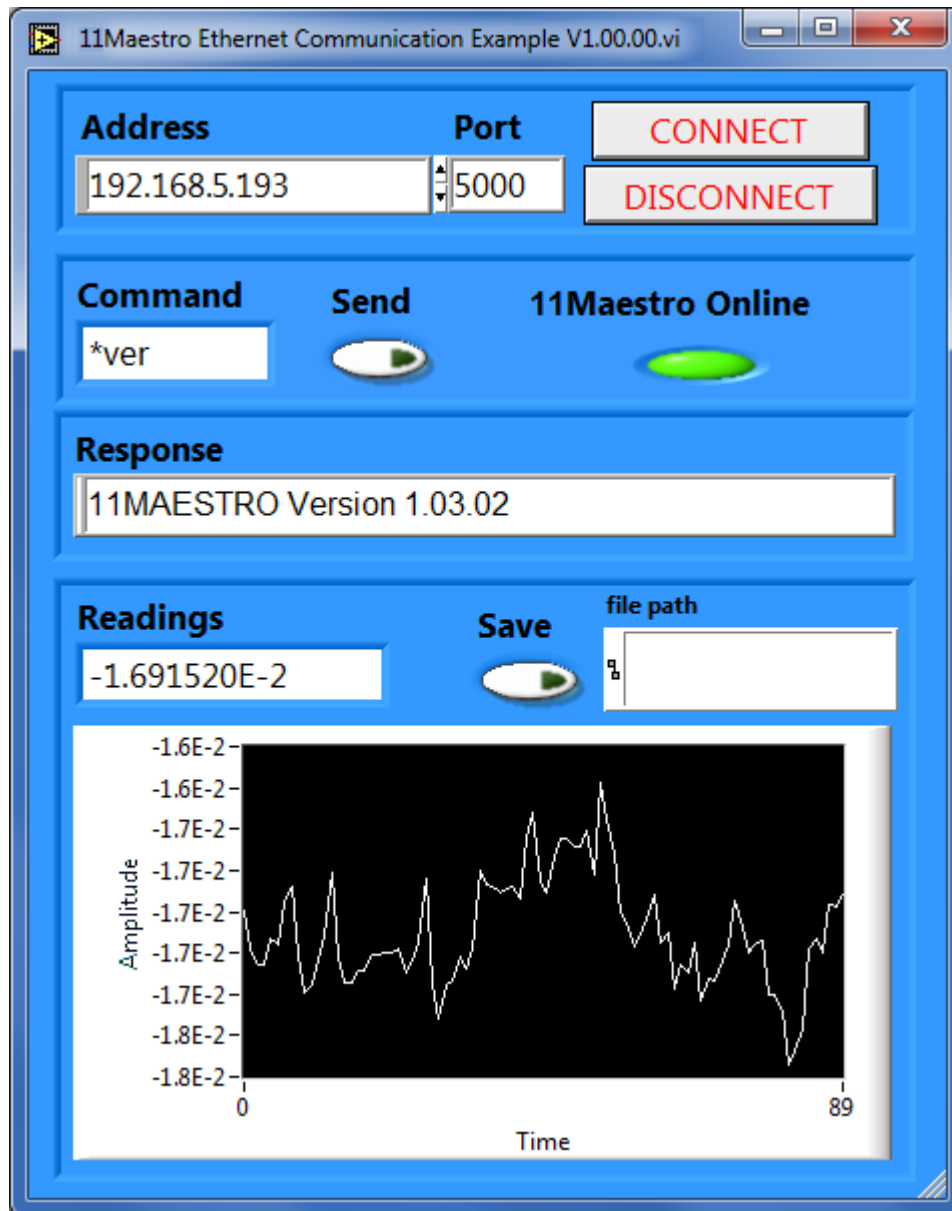 11Maestro Ethernet Communication Example V1.00.00.vi
Address
Port
CONNECT
192.168.5.193
5000
DISCONNECT
Command
Send
11Maestro Online
*ver
Response
11MAESTRO Version 1.03.02
Readings
Save
file path
-1.691520E-2
-1.6E-2
-1.6E-2
-1.7E-2
-1.7E-2
-1.7E-2
-1.7E-2
-1.7E-2
-1.8E-2
-1.8E-2
Amplitude
0
89
Time